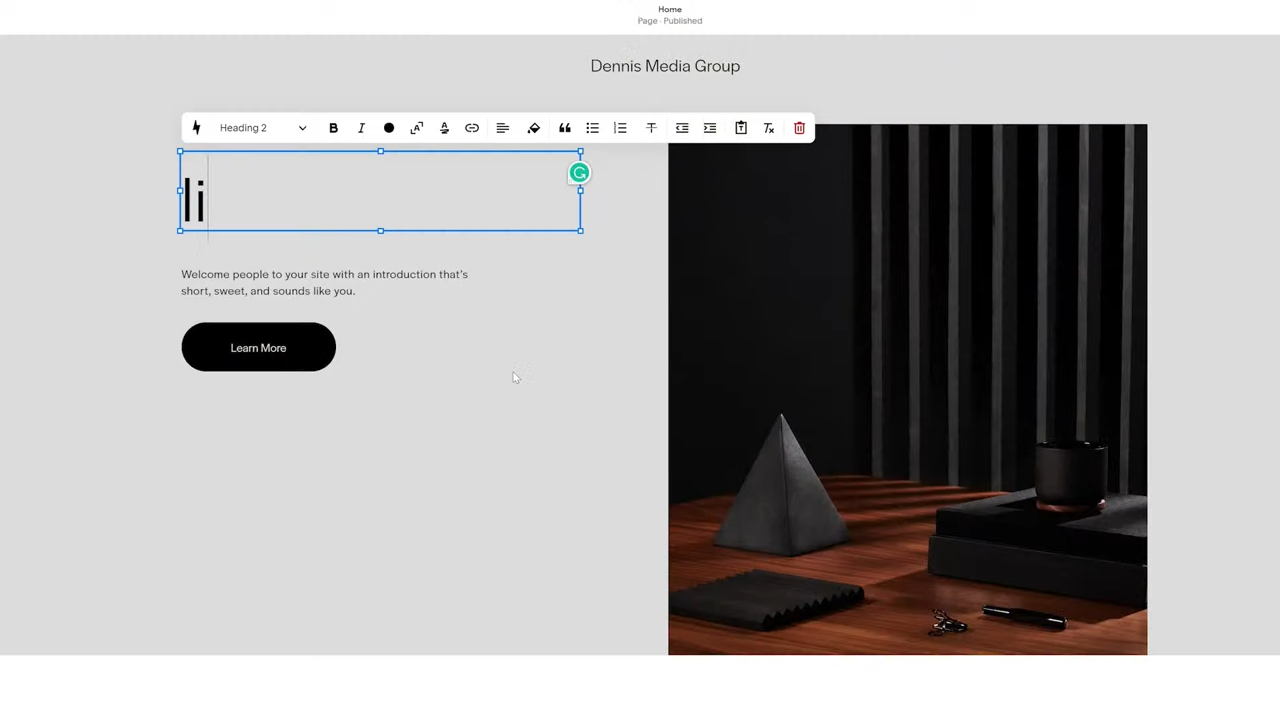 Home
Page · Published
Dennis Media Group
Heading 2
li
Welcome people to your site with an introduction that's
short, sweet, and sounds like you.
Learn More